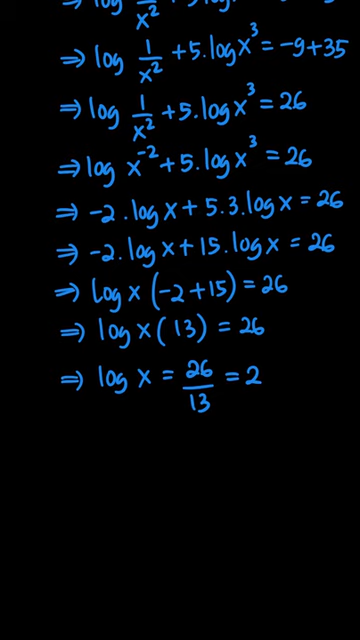 ⇒ log 1/x² + 5.log x³ = -9+35
⇒ log 1/x² + 5.log x³ = 26
⇒ log x⁻² + 5.log x³ = 26
⇒ -2.log x + 5.3.log x = 26
⇒ -2.log x + 15.log x = 26
⇒ log x (-2+15) = 26
⇒ log x (13) = 26
⇒ log x = 26/13 = 2